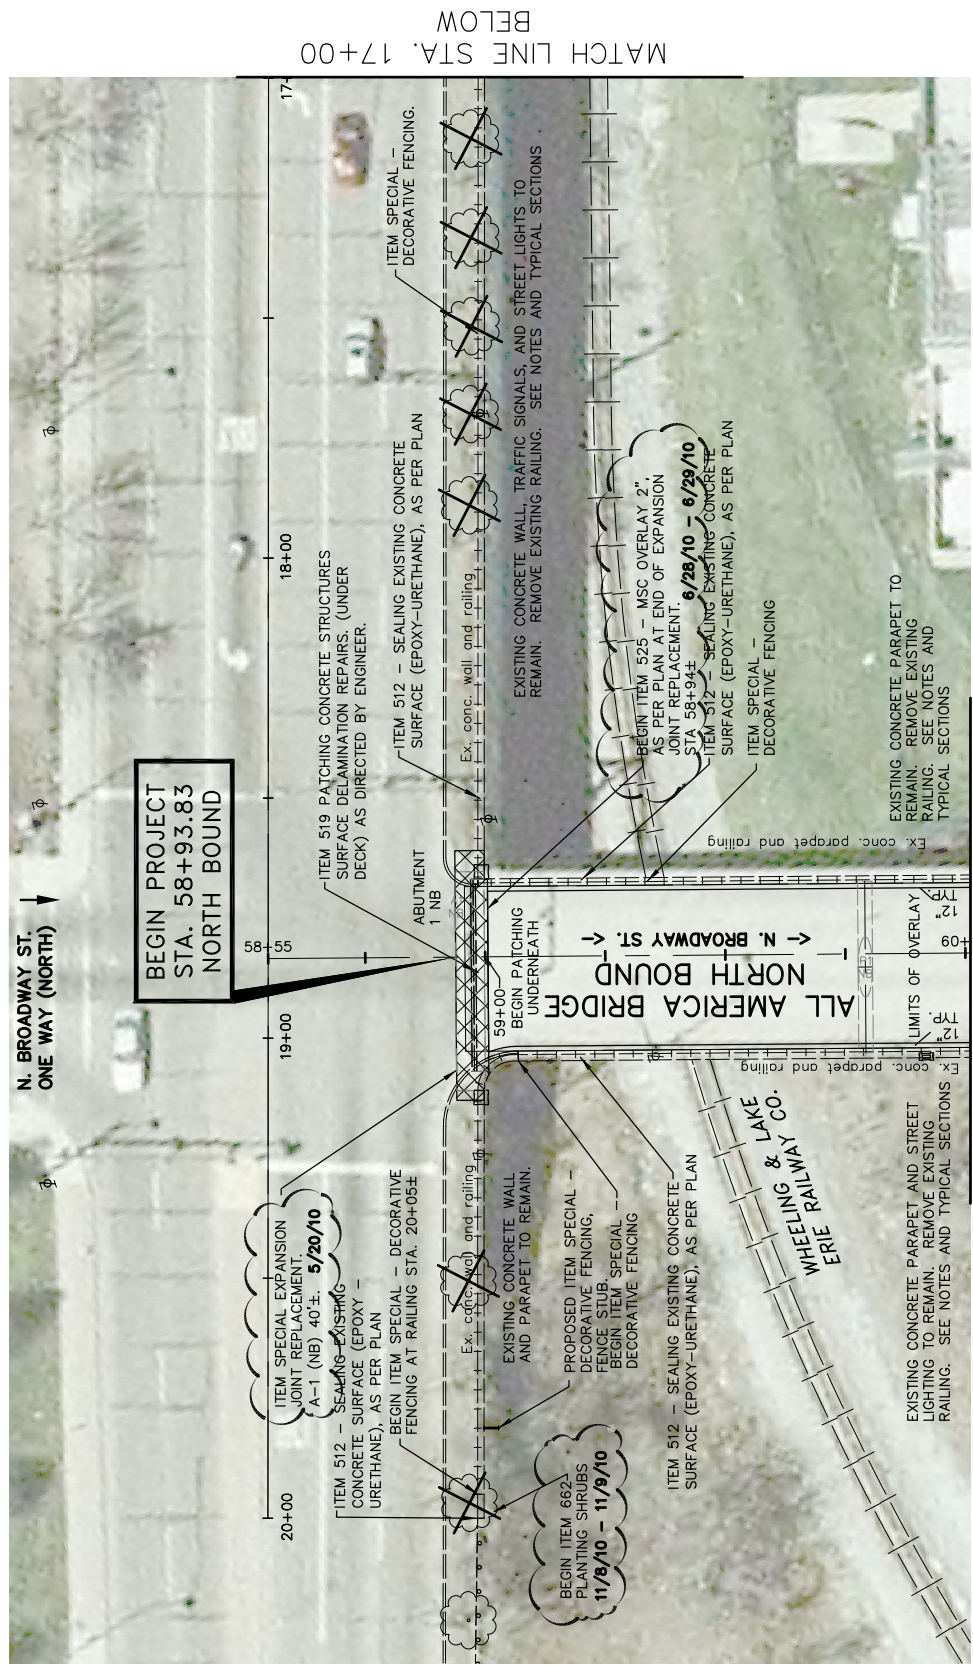 MATCH LINE STA. 17+00
BELOW
N. BROADWAY ST.
ONE WAY (NORTH)
BEGIN PROJECT
STA. 58+93.83
NORTH BOUND
17-
18+00
19+00
20+00
58+55
ITEM SPECIAL –
DECORATIVE FENCING.
ITEM 512 – SEALING EXISTING CONCRETE
SURFACE (EPOXY–URETHANE), AS PER PLAN
ITEM 519 PATCHING CONCRETE STRUCTURES
SURFACE DELAMINATION REPAIRS. (UNDER
DECK) AS DIRECTED BY ENGINEER.
Ex. conc. wall and railing
EXISTING CONCRETE WALL, TRAFFIC SIGNALS, AND STREET LIGHTS TO
REMAIN. REMOVE EXISTING RAILING. SEE NOTES AND TYPICAL SECTIONS
ABUTMENT
1 NB
59+00
BEGIN PATCHING
UNDERNEATH
BEGIN ITEM 525 – MSC OVERLAY 2",
AS PER PLAN AT END OF EXPANSION
JOINT REPLACEMENT.
STA 58+94±
6/28/10 – 6/29/10
ITEM 512 – SEALING EXISTING CONCRETE
SURFACE (EPOXY–URETHANE), AS PER PLAN
ITEM SPECIAL –
DECORATIVE FENCING
Ex. conc. parapet and railing
EXISTING CONCRETE PARAPET TO
REMAIN. REMOVE EXISTING
RAILING. SEE NOTES AND
TYPICAL SECTIONS
← N. BROADWAY ST. ←
ALL AMERICA BRIDGE
NORTH BOUND
12"
TYP.
LIMITS OF OVERLAY
12"
TYP.
60+
Ex. conc. parapet and railing
ITEM SPECIAL EXPANSION
JOINT REPLACEMENT.
A–1 (NB) 40'±. 5/20/10
ITEM 512 – SEALING EXISTING
CONCRETE SURFACE (EPOXY –
URETHANE), AS PER PLAN
BEGIN ITEM SPECIAL – DECORATIVE
FENCING AT RAILING STA. 20+05±
Ex. conc. wall and railing
EXISTING CONCRETE WALL
AND PARAPET TO REMAIN.
PROPOSED ITEM SPECIAL –
DECORATIVE FENCING,
FENCE STUB.
BEGIN ITEM SPECIAL –
DECORATIVE FENCING
BEGIN ITEM 662–
PLANTING SHRUBS
11/8/10 – 11/9/10
ITEM 512 – SEALING EXISTING CONCRETE
SURFACE (EPOXY–URETHANE), AS PER PLAN
WHEELING & LAKE
ERIE RAILWAY CO.
EXISTING CONCRETE PARAPET AND STREET
LIGHTING TO REMAIN. REMOVE EXISTING
RAILING. SEE NOTES AND TYPICAL SECTIONS